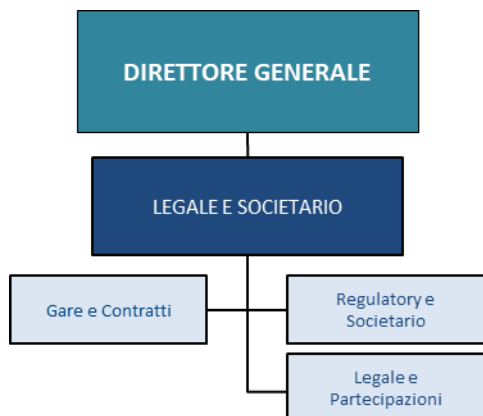 DIRETTORE GENERALE
LEGALE E SOCIETARIO
Gare e Contratti
Regulatory e
Societario
Legale e
Partecipazioni